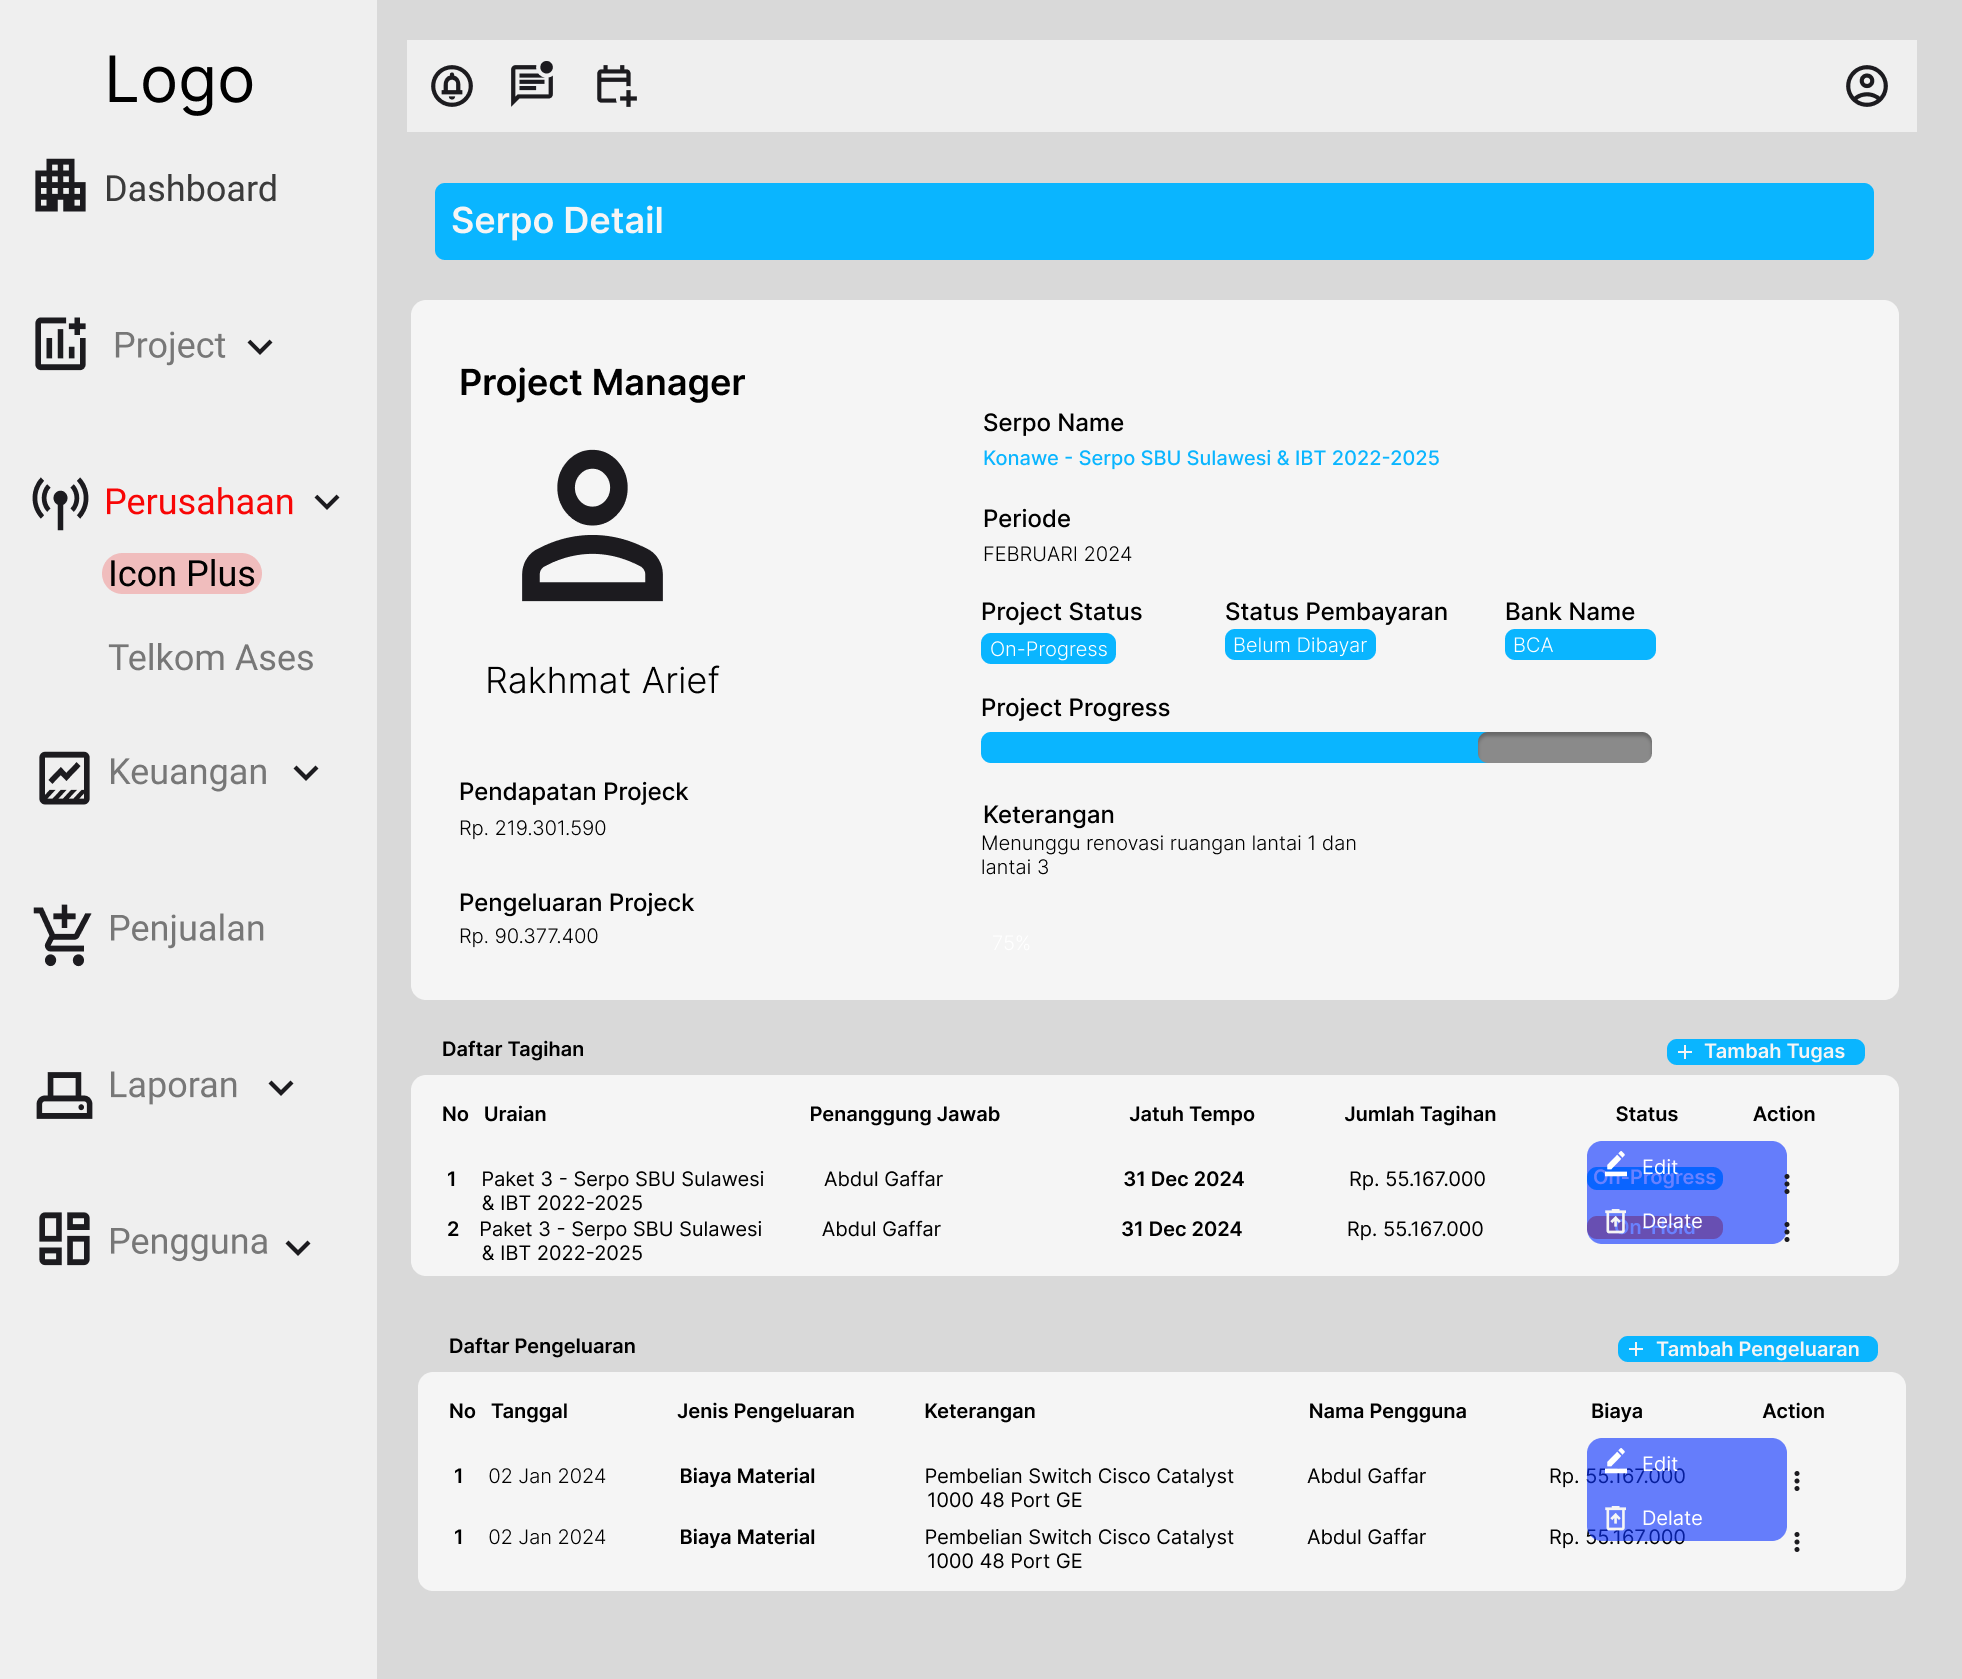 Logo
Dashboard
Project
Perusahaan
Icon Plus
Telkom Ases
Keuangan
Penjualan
Laporan
Pengguna
Serpo Detail
Project Manager
Rakhmat Arief
Pendapatan Projeck
Rp. 219.301.590
Pengeluaran Projeck
Rp. 90.377.400
Serpo Name
Konawe - Serpo SBU Sulawesi & IBT 2022-2025
Periode
FEBRUARI 2024
Project Status Status Pembayaran Bank Name
On-Progress Belum Dibayar BCA
Project Progress
Keterangan
Menunggu renovasi ruangan lantai 1 dan
lantai 3
75%
Daftar Tagihan + Tambah Tugas
No Uraian Penanggung Jawab Jatuh Tempo Jumlah Tagihan Status Action
1 Paket 3 - Serpo SBU Sulawesi Abdul Gaffar 31 Dec 2024 Rp. 55.167.000 On-Progress
& IBT 2022-2025
2 Paket 3 - Serpo SBU Sulawesi Abdul Gaffar 31 Dec 2024 Rp. 55.167.000 On-Hold
& IBT 2022-2025
Edit
Delate
Daftar Pengeluaran + Tambah Pengeluaran
No Tanggal Jenis Pengeluaran Keterangan Nama Pengguna Biaya Action
1 02 Jan 2024 Biaya Material Pembelian Switch Cisco Catalyst Abdul Gaffar Rp. 55.167.000
1000 48 Port GE
1 02 Jan 2024 Biaya Material Pembelian Switch Cisco Catalyst Abdul Gaffar Rp. 55.167.000
1000 48 Port GE
Edit
Delate